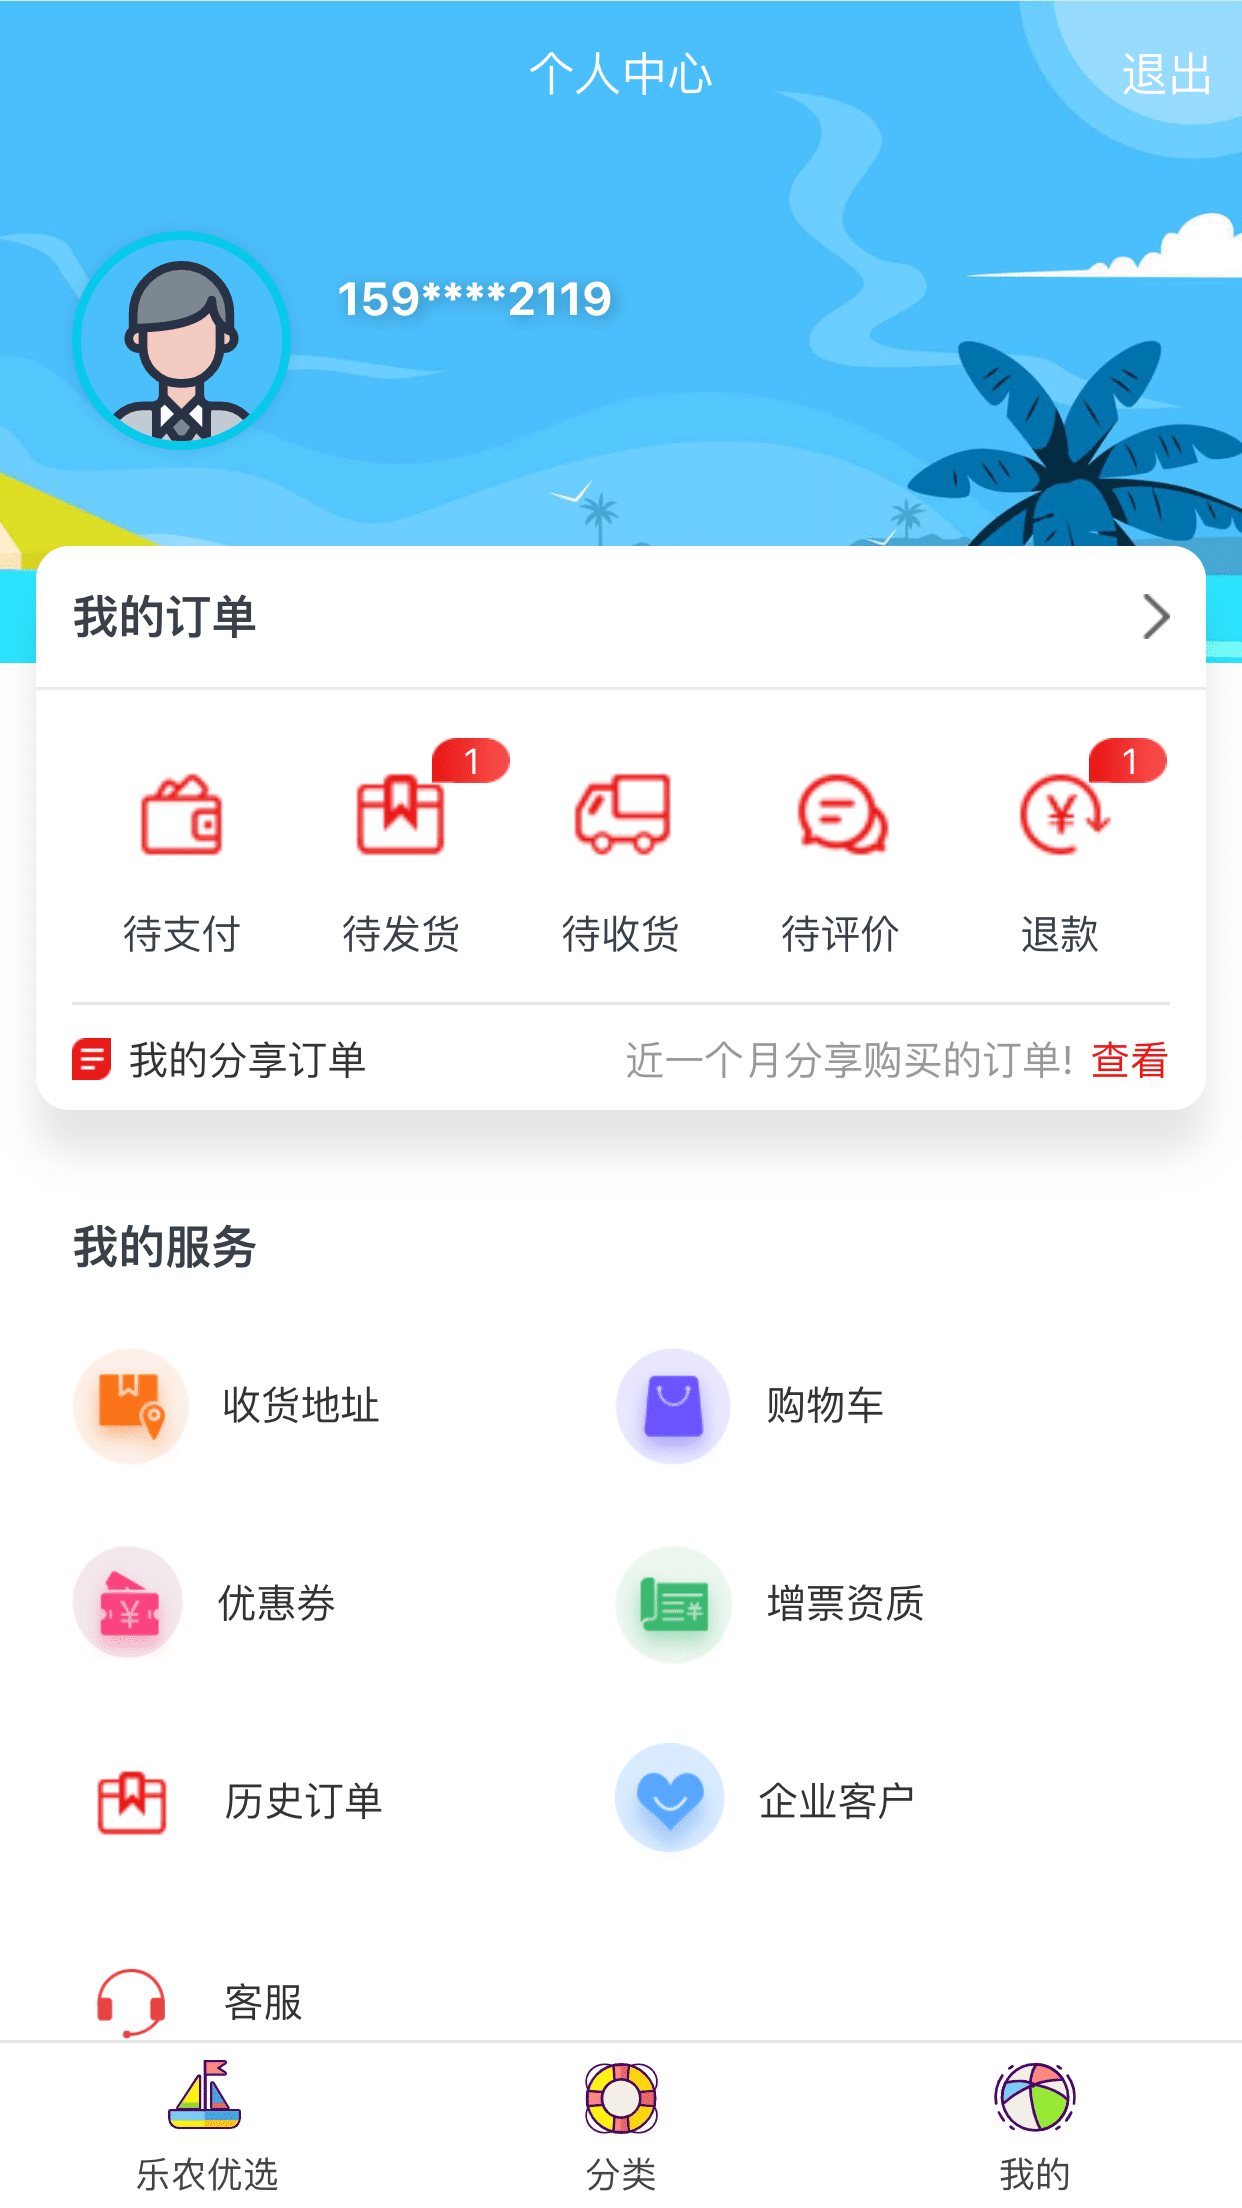 个人中心
退出
159****2119
我的订单
1
1
待支付
待发货
待收货
待评价
退款
我的分享订单
近一个月分享购买的订单! 查看
我的服务
收货地址
购物车
优惠券
增票资质
历史订单
企业客户
客服
乐农优选
分类
我的